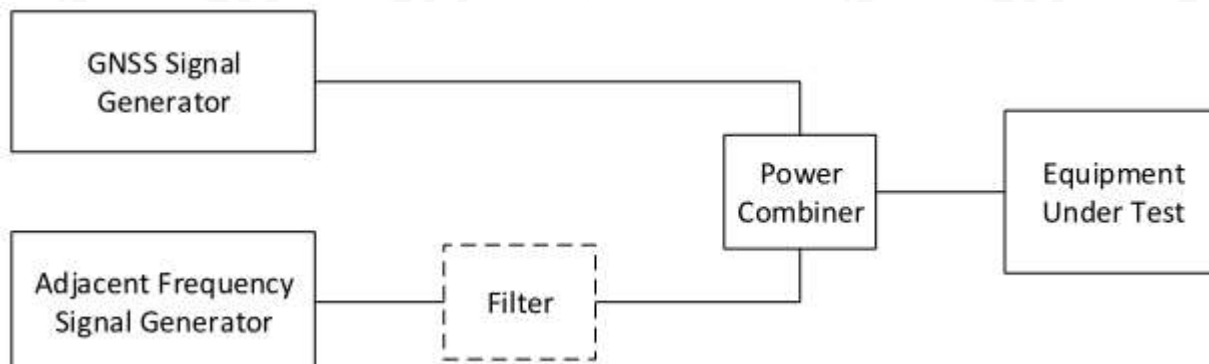 GNSS Signal
Generator
Power
Combiner
Equipment
Under Test
Adjacent Frequency
Signal Generator
Filter